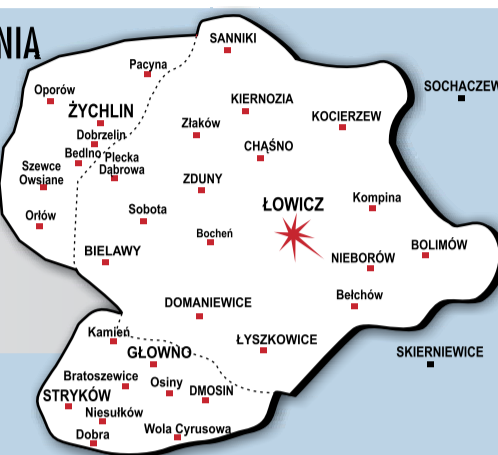 NIA
SANNIKI
Pacyna
SOCHACZEW
Oporów
KIERNOZIA
ŻYCHLIN
KOCIERZEW
Złaków
Dobrzelin
CHĄŚNO
Bedlno
Plecka
Dąbrowa
Szewce
Owsiane
ZDUNY
Kompina
ŁOWICZ
Sobota
Orłów
Bocheń
BOLIMÓW
BIELAWY
NIEBORÓW
Bełchów
DOMANIEWICE
Kamień
ŁYSZKOWICE
GŁOWNO
SKIERNIEWICE
Bratoszewice
Osiny
DMOSIN
STRYKÓW
Niesułków
Wola Cyrusowa
Dobra